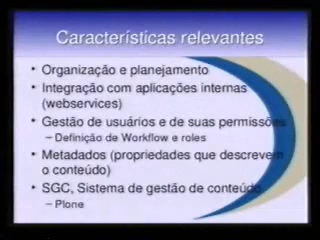 Características relevantes
• Organização e planejamento
• Integração com aplicações internas
(webservices)
• Gestão de usuários e de suas permissões
– Definição de Workflow e roles
• Metadados (propriedades que descrevem
o conteúdo)
• SGC, Sistema de gestão de conteúdo
– Plone